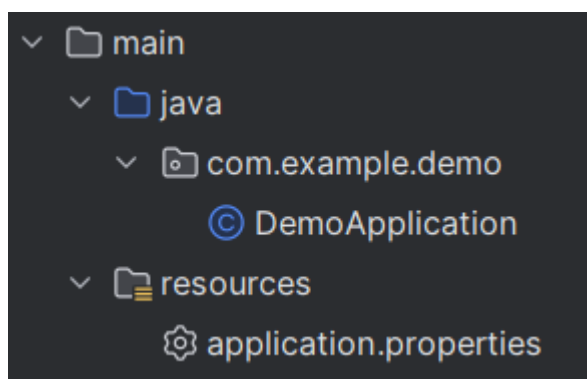 main
java
com.example.demo
DemoApplication
resources
application.properties